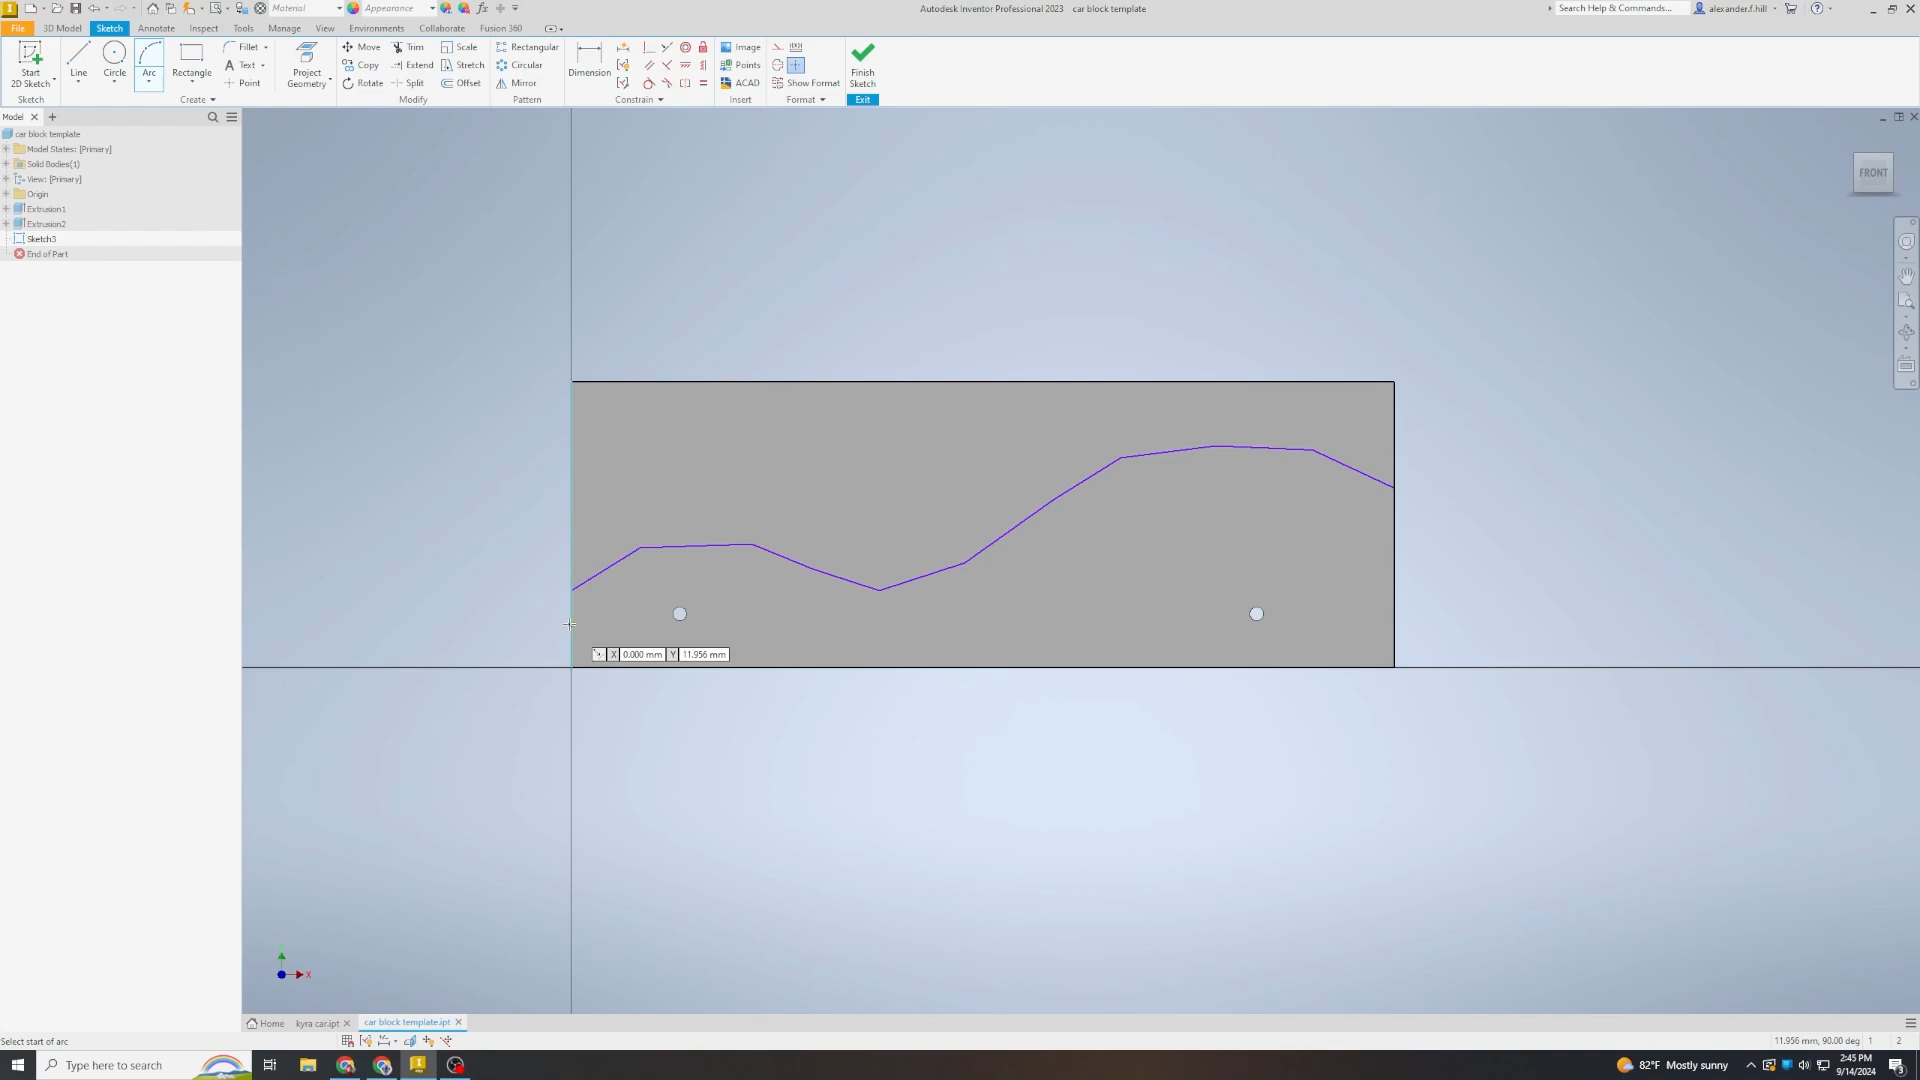 Material Appearance Autodesk Inventor Professional 2023 car block template Search Help & Commands... alexander.f.hill
File 3D Model Sketch Annotate Inspect Tools Manage View Environments Collaborate Fusion 360
Start 2D Sketch Line Circle Arc Rectangle Fillet Text Point Project Geometry Move Copy Rotate Trim Extend Split Scale Stretch Offset Rectangular Circular Mirror Dimension Image Points ACAD Show Format Finish Sketch
Sketch Create Modify Pattern Constrain Insert Format Exit
Model
car block template
Model States: [Primary]
Solid Bodies(1)
View: [Primary]
Origin
Extrusion1
Extrusion2
Sketch3
End of Part
FRONT
X 0.000 mm Y 11.956 mm
X
Home kyra car.ipt car block template.ipt
Select start of arc 11.956 mm, 90.00 deg 1 2
Type here to search 82°F Mostly sunny 2:45 PM
9/14/2024 3